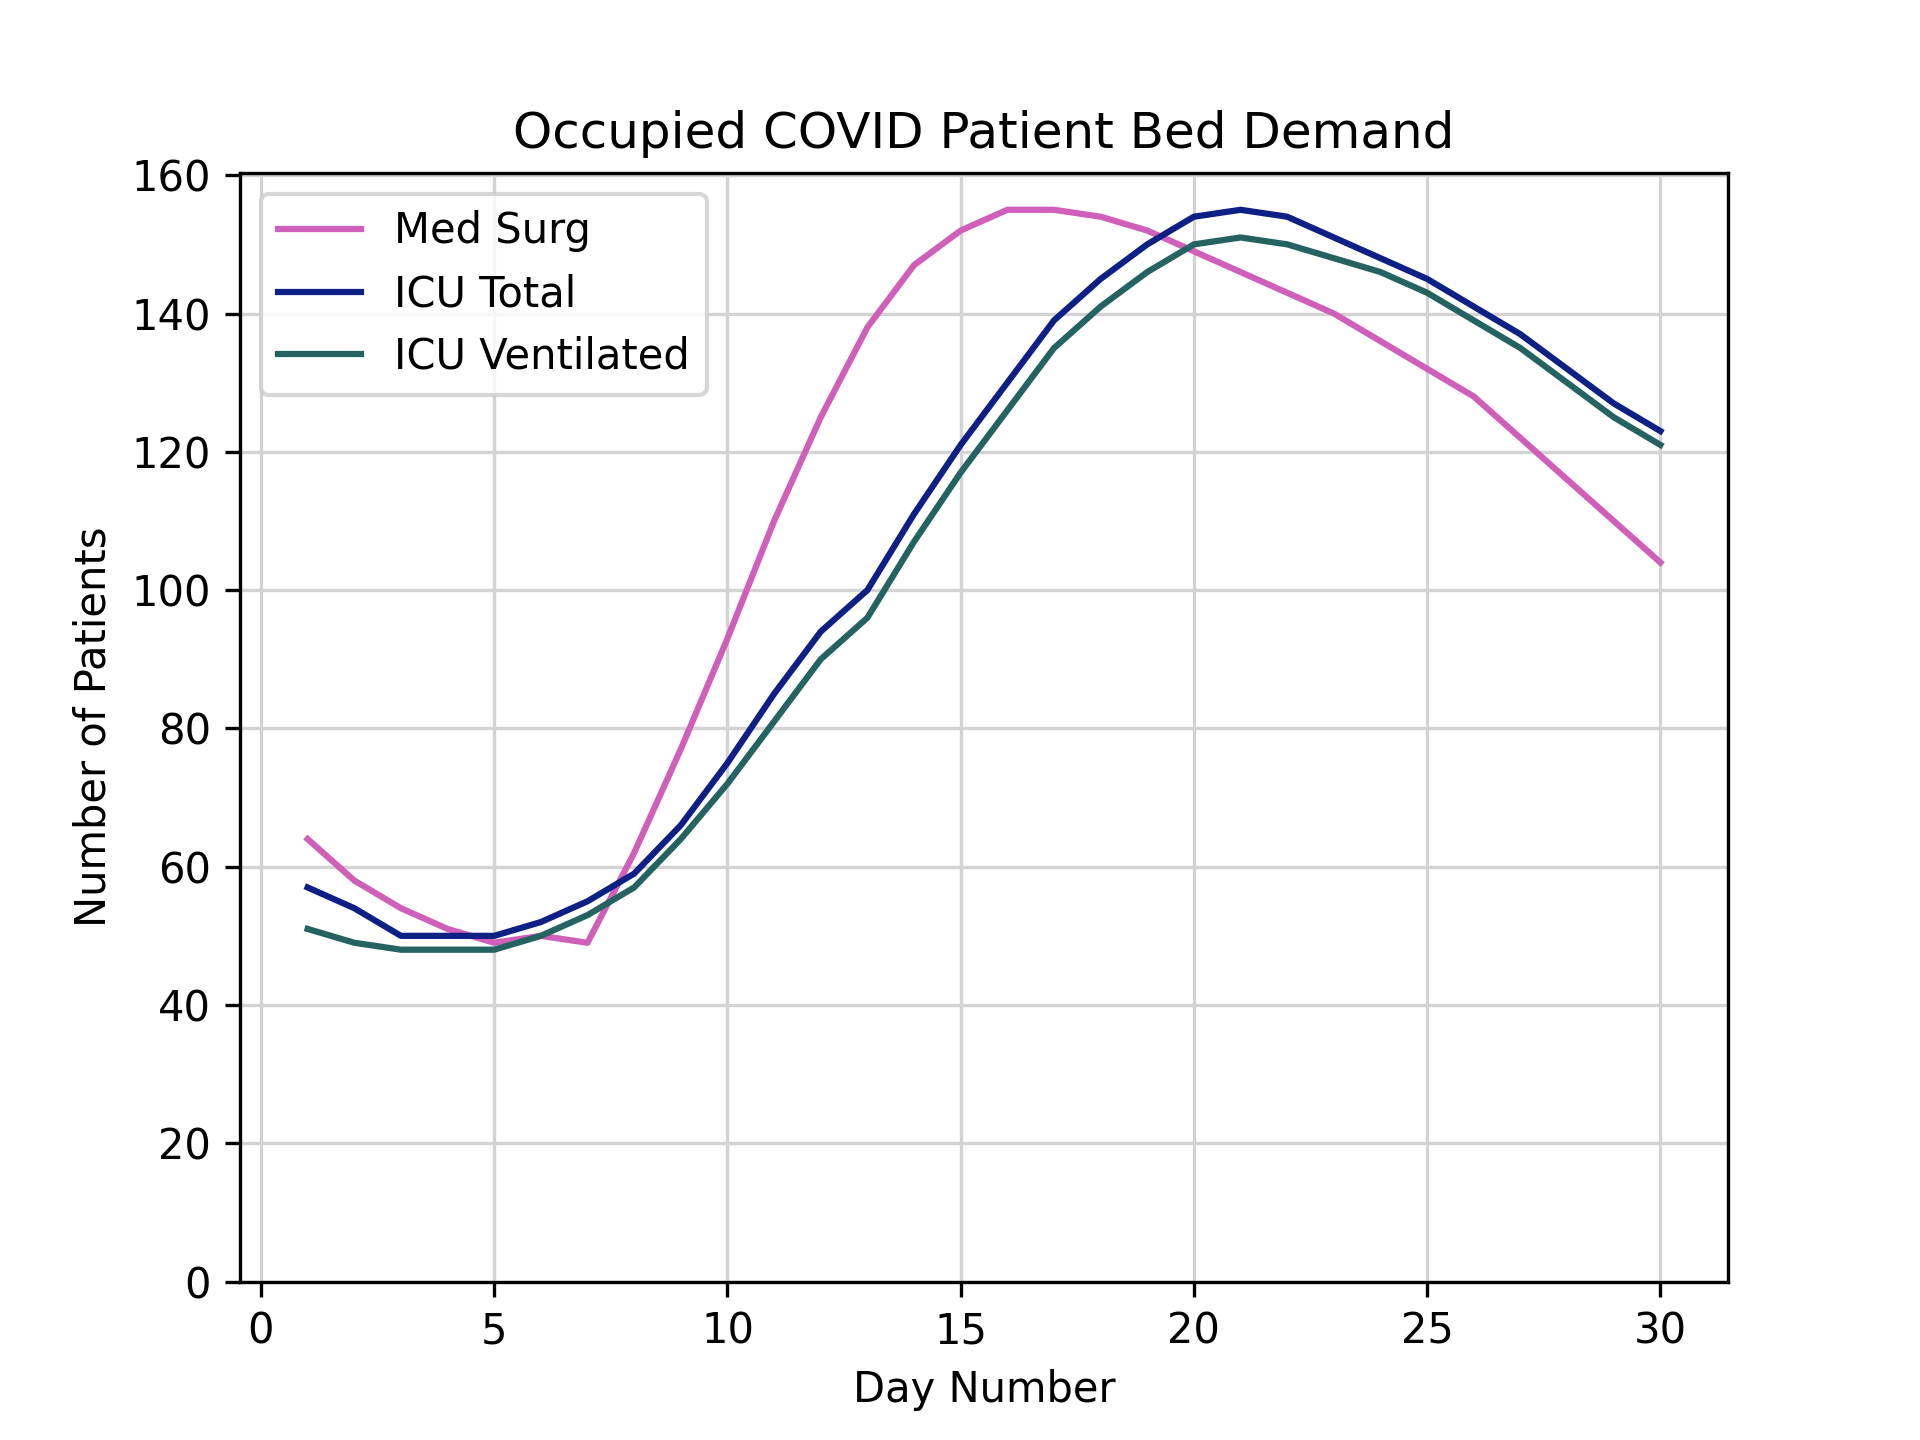 Occupied COVID Patient Bed Demand
160
140
120
100
80
60
40
20
0
Med Surg
ICU Total
ICU Ventilated
Number of Patients
0 5 10 15 20 25 30
Day Number